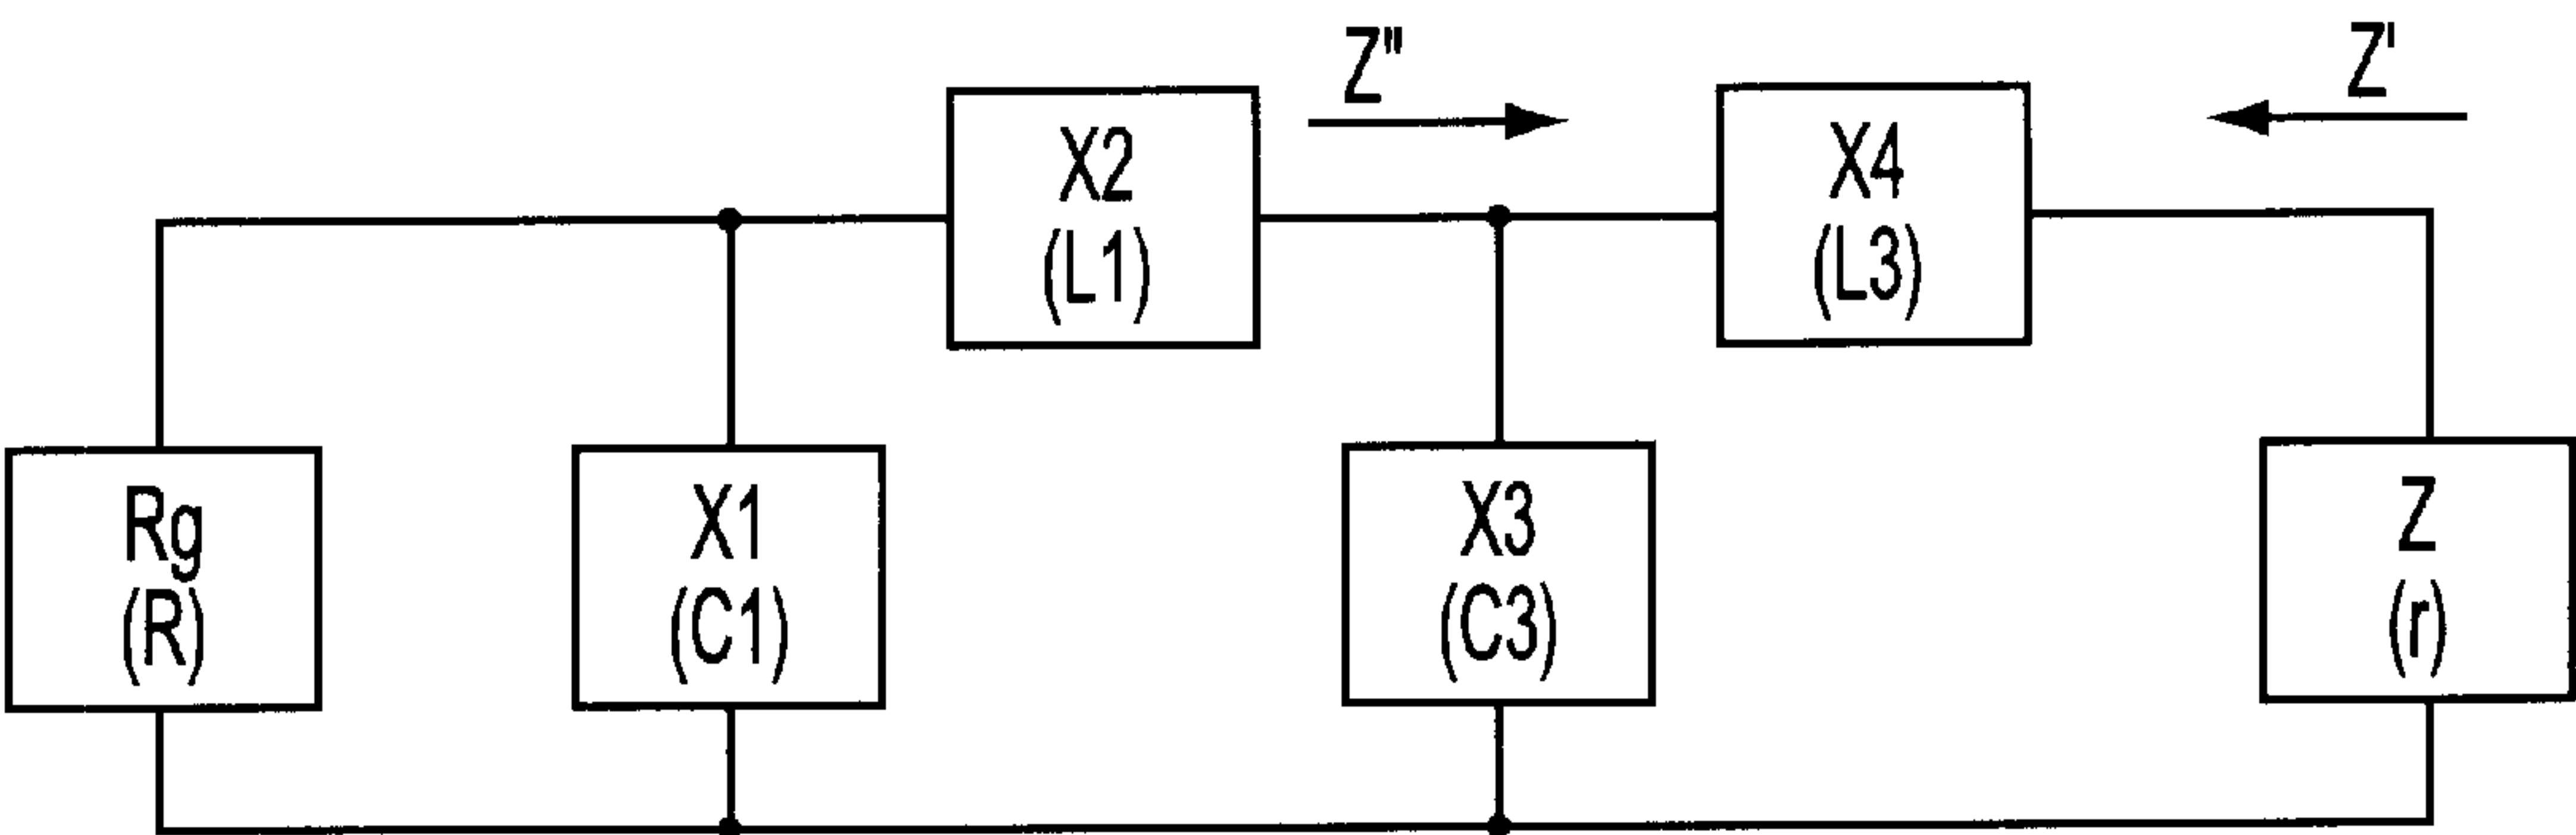 Z"
Z'
X2
(L1)
X4
(L3)
Rg
(R)
X1
(C1)
X3
(C3)
Z
(r)